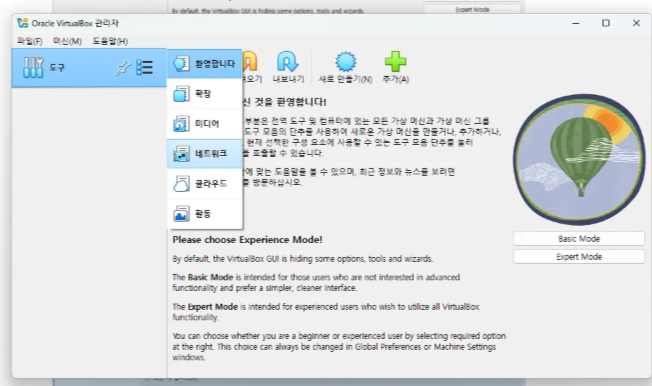 By default, the VirtualBox GUI is hiding some options, tools and wizards.
Expert Mode
Oracle VirtualBox 관리자
파일(F) 머신(M) 도움말(H)
도구
환영합니다
확장
미디어
네트워크
클라우드
활동
오기 내보내기 새로 만들기(N) 추가(A)
신 것을 환영합니다!
부분은 전역 도구 및 컴퓨터에 있는 모든 가상 머신과 가상 머신 그룹
도구 모음의 단추을 사용하여 새로운 가상 머신을 만들거나, 추가하거나,
현재 선택한 구성 요소에 사용할 수 있는 도구 모음 단추를 눌러
을 호출할 수 있습니다.
에 맞는 도움말을 볼 수 있으며, 최근 정보와 뉴스를 보려면
를 방문하십시오.
Please choose Experience Mode!
By default, the VirtualBox GUI is hiding some options, tools and wizards.
The Basic Mode is intended for those users who are not interested in advanced
functionality and prefer a simpler, cleaner interface.
The Expert Mode is intended for experienced users who wish to utilize all VirtualBox
functionality.
You can choose whether you are a beginner or experienced user by selecting required option
at the right. This choice can always be changed in Global Preferences or Machine Settings
windows.
Basic Mode
Expert Mode